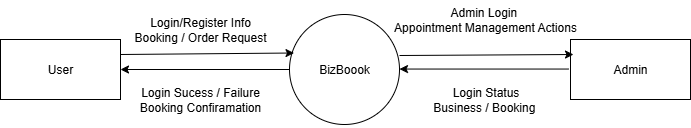 Login/Register Info
Booking / Order Request
Admin Login
Appointment Management Actions
User
BizBoook
Admin
Login Sucess / Failure
Booking Confiramation
Login Status
Business / Booking